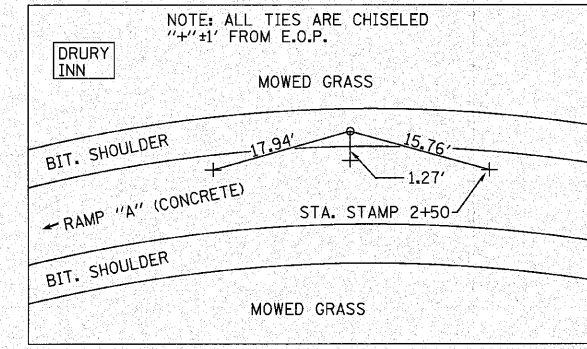 NOTE: ALL TIES ARE CHISELED
"+"±1' FROM E.O.P.
DRURY
INN
MOWED GRASS
BIT. SHOULDER
17.94'
15.76'
1.27'
RAMP "A" (CONCRETE)
STA. STAMP 2+50
BIT. SHOULDER
MOWED GRASS